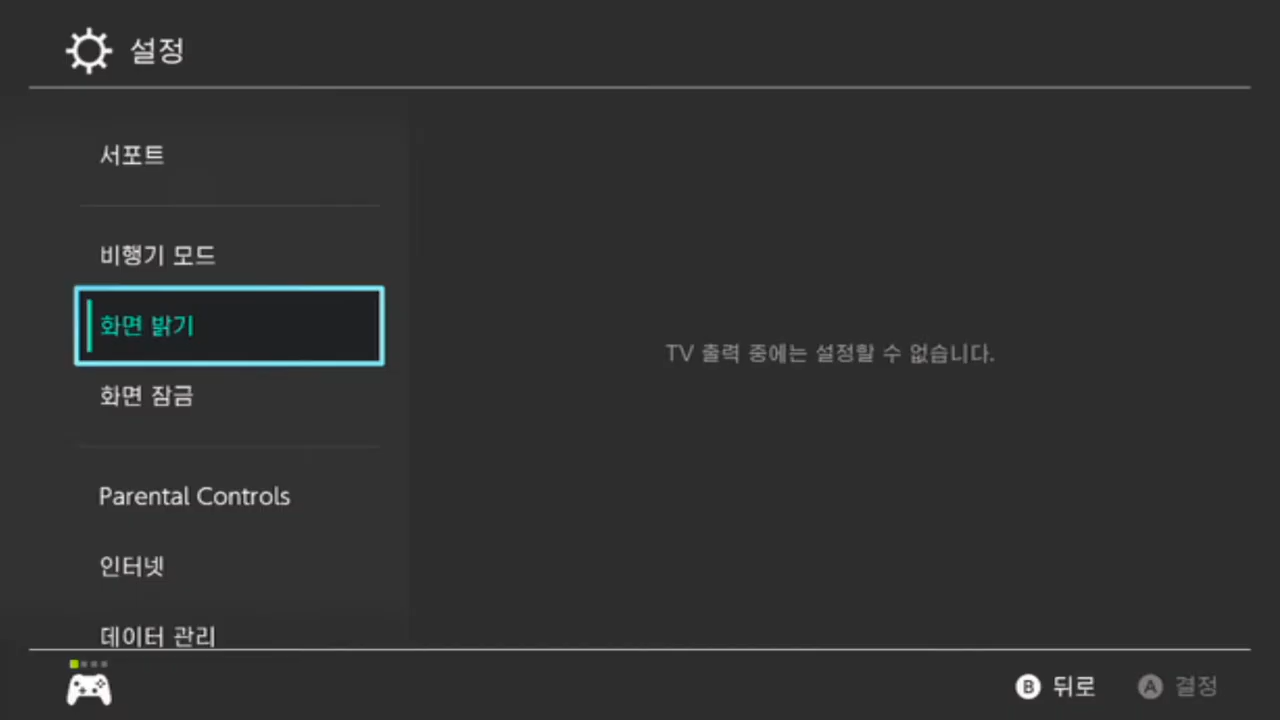 설정
서포트
비행기 모드
화면 밝기
화면 잠금
Parental Controls
인터넷
데이터 관리
TV 출력 중에는 설정할 수 없습니다.
B 뒤로
A 결정